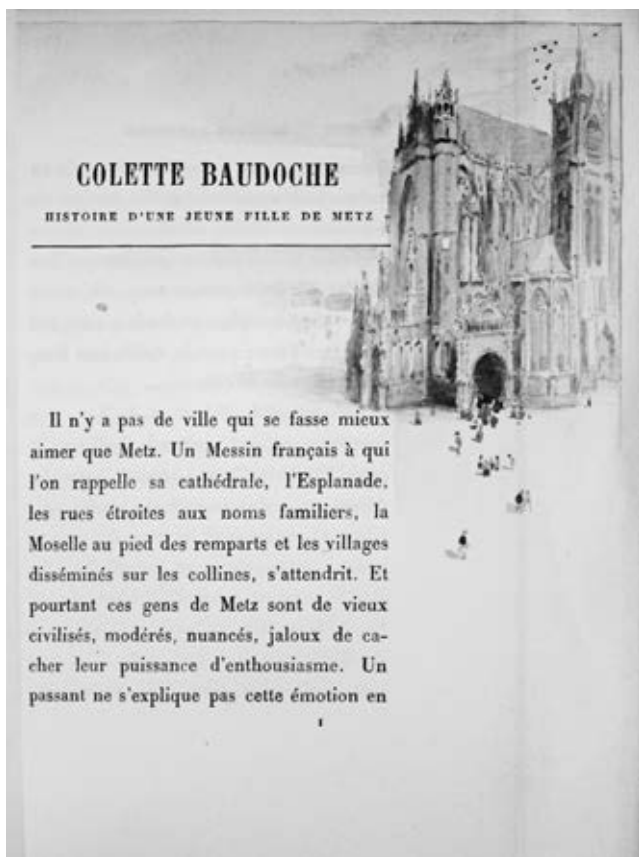 COLETTE BAUDOCHE
HISTOIRE D'UNE JEUNE FILLE DE METZ
Il n'y a pas de ville qui se fasse mieux
aimer que Metz. Un Messin français à qui
l'on rappelle sa cathédrale, l'Esplanade,
les rues étroites aux noms familiers, la
Moselle au pied des remparts et les villages
disséminés sur les collines, s'attendrit. Et
pourtant ces gens de Metz sont de vieux
civilisés, modérés, nuancés, jaloux de ca-
cher leur puissance d'enthousiasme. Un
passant ne s'explique pas cette émotion en
1